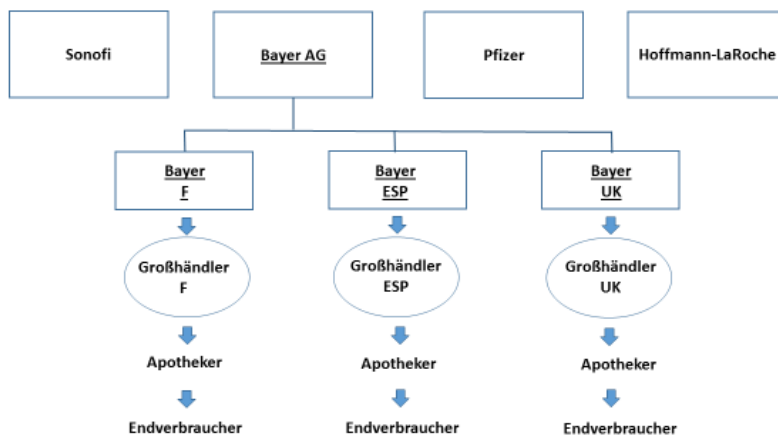 Sonofi
Bayer AG
Pfizer
Hoffmann-LaRoche
Bayer
F
Bayer
ESP
Bayer
UK
Großhändler
F
Großhändler
ESP
Großhändler
UK
Apotheker
Apotheker
Apotheker
Endverbraucher
Endverbraucher
Endverbraucher